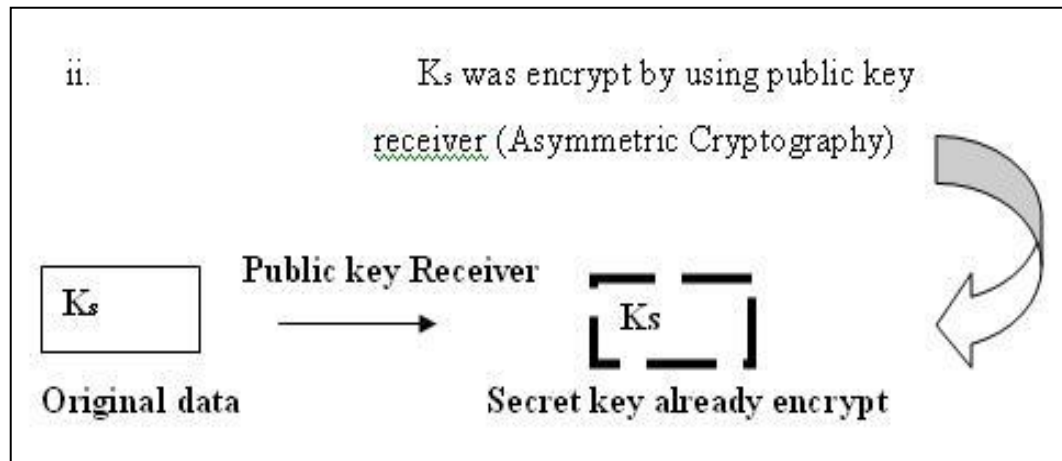 ii.
Ks was encrypt by using public key
receiver (Asymmetric Cryptography)
Public key Receiver
Ks
Ks
Original data
Secret key already encrypt